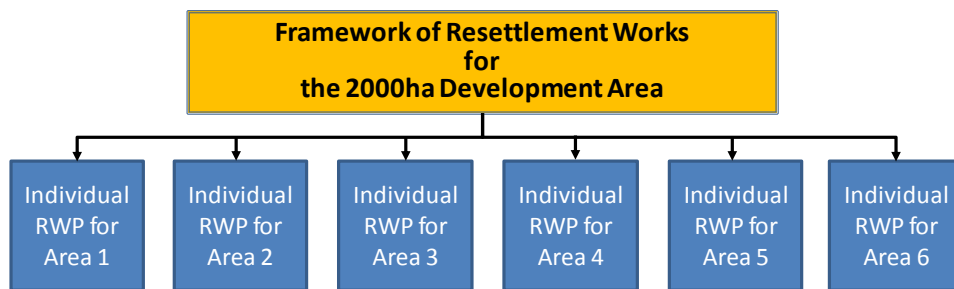 Framework of Resettlement Works
for
the 2000ha Development Area
Individual
RWP for
Area 1
Individual
RWP for
Area 2
Individual
RWP for
Area 3
Individual
RWP for
Area 4
Individual
RWP for
Area 5
Individual
RWP for
Area 6